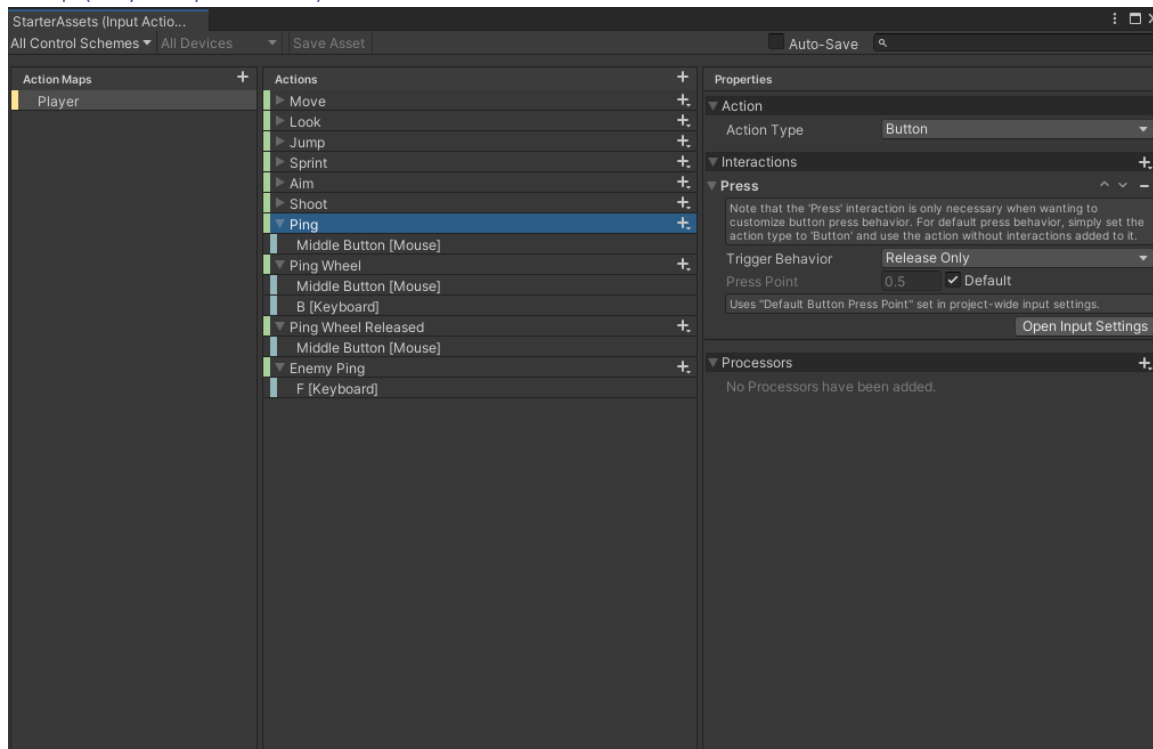 StarterAssets (Input Actio...
All Control Schemes All Devices Save Asset Auto-Save
Action Maps
Player
Actions
Move
Look
Jump
Sprint
Aim
Shoot
Ping
Middle Button [Mouse]
Ping Wheel
Middle Button [Mouse]
B [Keyboard]
Ping Wheel Released
Middle Button [Mouse]
Enemy Ping
F [Keyboard]
Properties
Action
Action Type Button
Interactions
Press
Note that the 'Press' interaction is only necessary when wanting to
customize button press behavior. For default press behavior, simply set the
action type to 'Button' and use the action without interactions added to it.
Trigger Behavior Release Only
Press Point 0.5 Default
Uses "Default Button Press Point" set in project-wide input settings.
Open Input Settings
Processors
No Processors have been added.